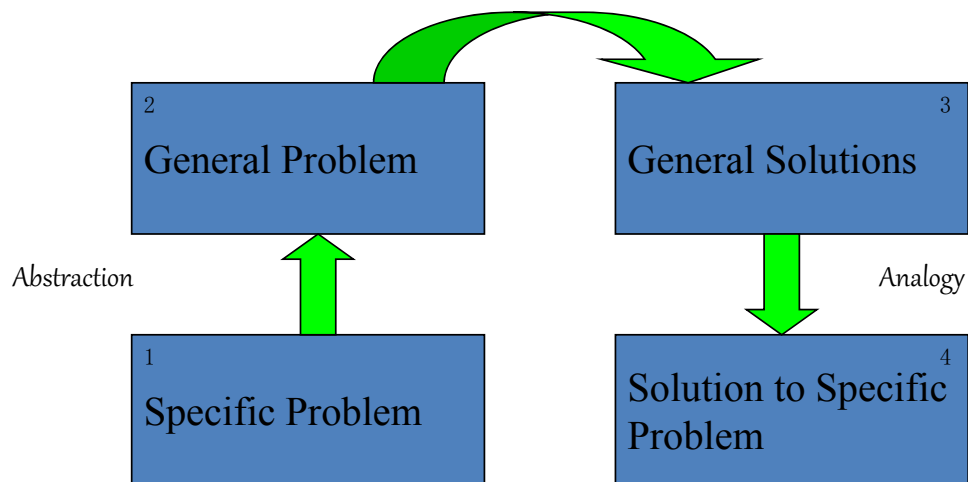 2
General Problem
3
General Solutions
Abstraction
Analogy
1
Specific Problem
4
Solution to Specific
Problem